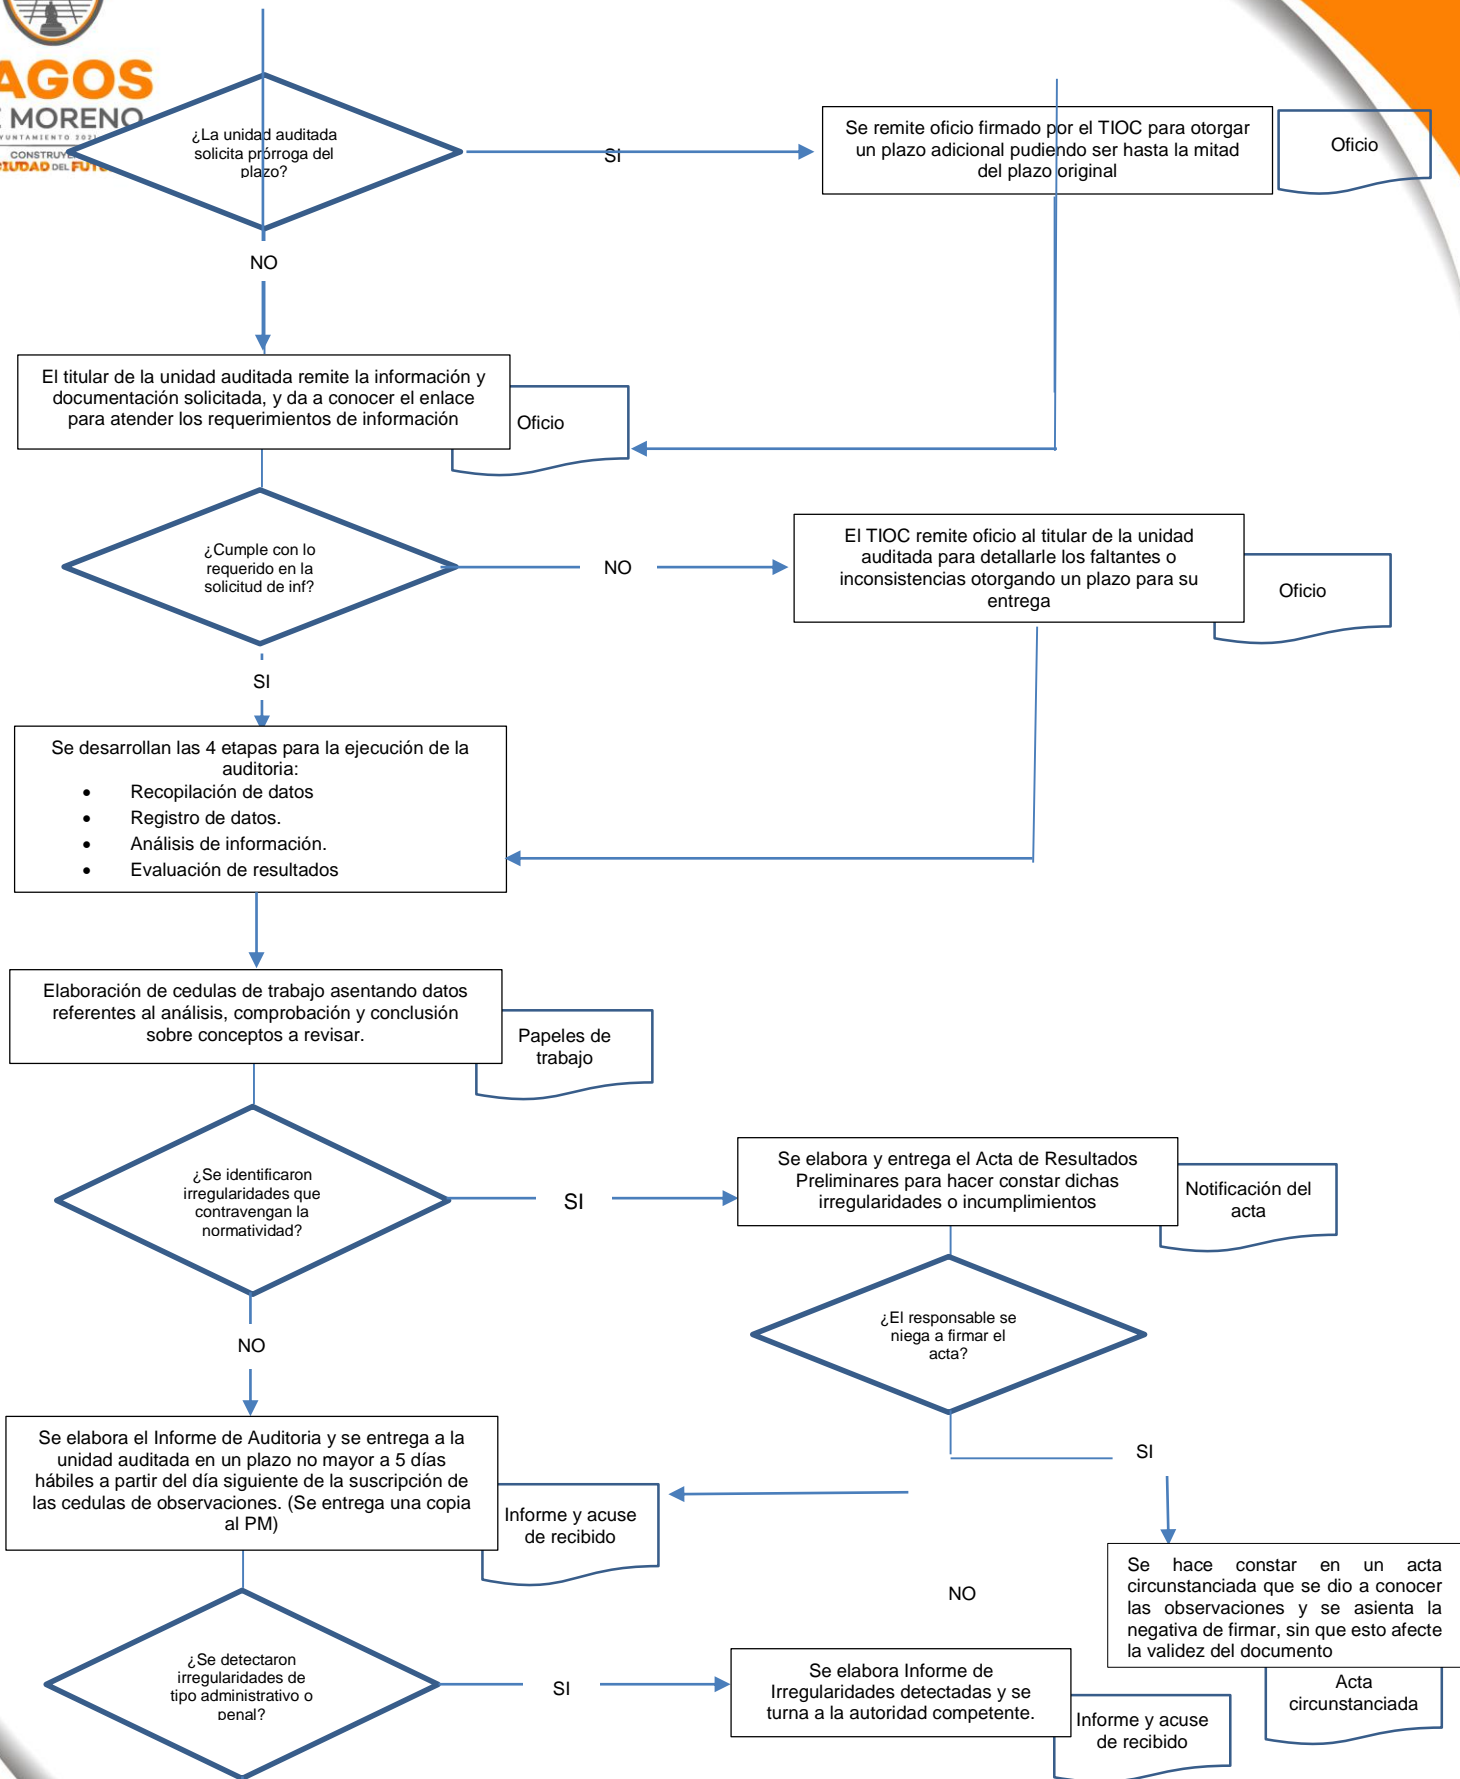 AGOS
MORENO
CONSTRUYE
CIUDAD DEL FUT
¿La unidad auditada
solicita prórroga del
plazo?
SI
Se remite oficio firmado por el TIOC para otorgar
un plazo adicional pudiendo ser hasta la mitad
del plazo original
Oficio
NO
El titular de la unidad auditada remite la información y
documentación solicitada, y da a conocer el enlace
para atender los requerimientos de información
Oficio
¿Cumple con lo
requerido en la
solicitud de inf?
NO
El TIOC remite oficio al titular de la unidad
auditada para detallarle los faltantes o
inconsistencias otorgando un plazo para su
entrega
Oficio
SI
Se desarrollan las 4 etapas para la ejecución de la
auditoria:
• Recopilación de datos
• Registro de datos.
• Análisis de información.
• Evaluación de resultados
Elaboración de cedulas de trabajo asentando datos
referentes al análisis, comprobación y conclusión
sobre conceptos a revisar.
Papeles de
trabajo
¿Se identificaron
irregularidades que
contravengan la
normatividad?
SI
Se elabora y entrega el Acta de Resultados
Preliminares para hacer constar dichas
irregularidades o incumplimientos
Notificación del
acta
¿El responsable se
niega a firmar el
acta?
NO
SI
Se elabora el Informe de Auditoria y se entrega a la
unidad auditada en un plazo no mayor a 5 días
hábiles a partir del día siguiente de la suscripción de
las cedulas de observaciones. (Se entrega una copia
al PM)
Informe y acuse
de recibido
NO
Se hace constar en un acta
circunstanciada que se dio a conocer
las observaciones y se asienta la
negativa de firmar, sin que esto afecte
la validez del documento
Acta
circunstanciada
¿Se detectaron
irregularidades de
tipo administrativo o
penal?
SI
Se elabora Informe de
Irregularidades detectadas y se
turna a la autoridad competente.
Informe y acuse
de recibido